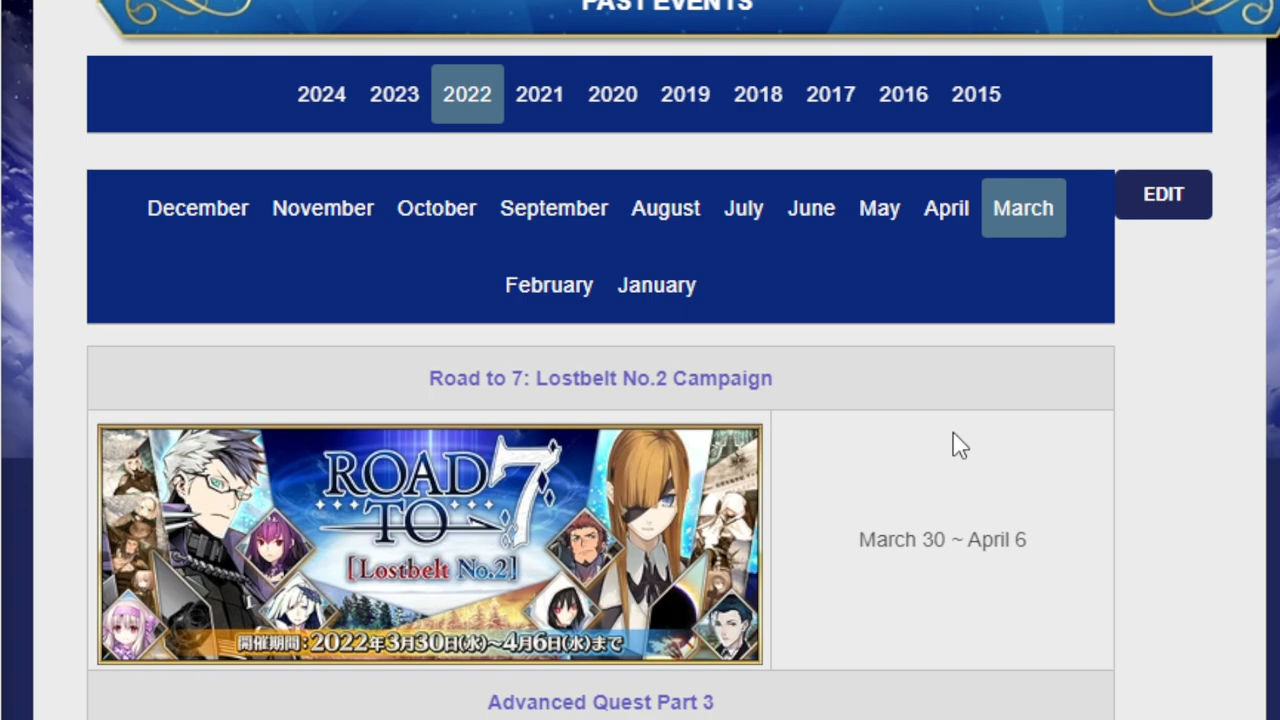 PAST EVENTS
2024 2023 2022 2021 2020 2019 2018 2017 2016 2015
December November October September August July June May April March
EDIT
February January
Road to 7: Lostbelt No.2 Campaign
ROAD
TO 7
[Lostbelt No.2]
開催期間:2022年3月30日(水)~4月6日(水)まで
March 30 ~ April 6
Advanced Quest Part 3